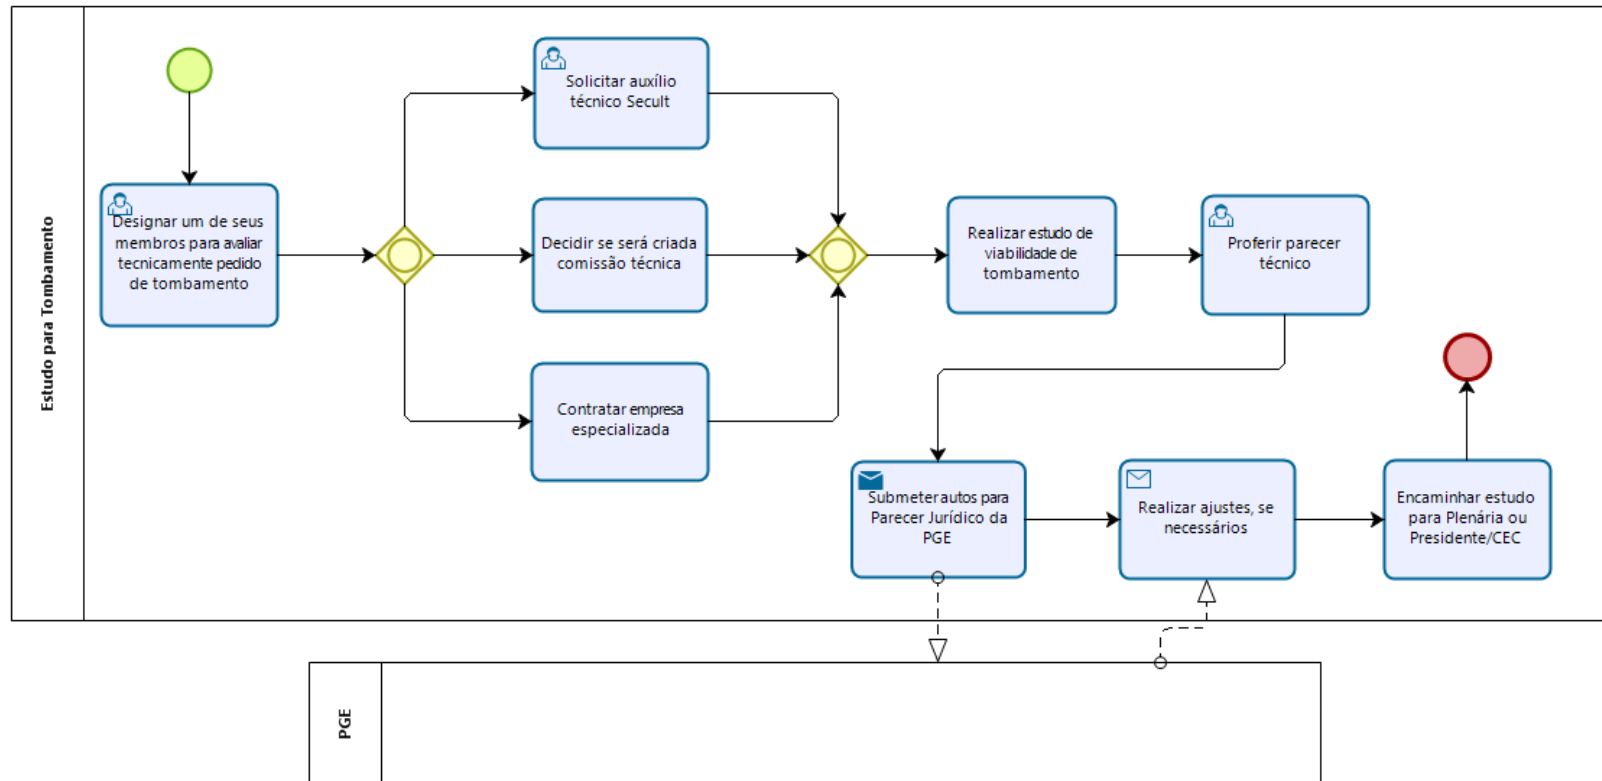 Estudo para Tombamento
Designar um de seus
membros para avaliar
tecnicamente pedido
de tombamento
Solicitar auxílio
técnico Secult
Decidir se será criada
comissão técnica
Contratar empresa
especializada
Realizar estudo de
viabilidade de
tombamento
Proferir parecer
técnico
Submeter autos para
Parecer Jurídico da
PGE
Realizar ajustes, se
necessários
Encaminhar estudo
para Plenária ou
Presidente/CEC
PGE